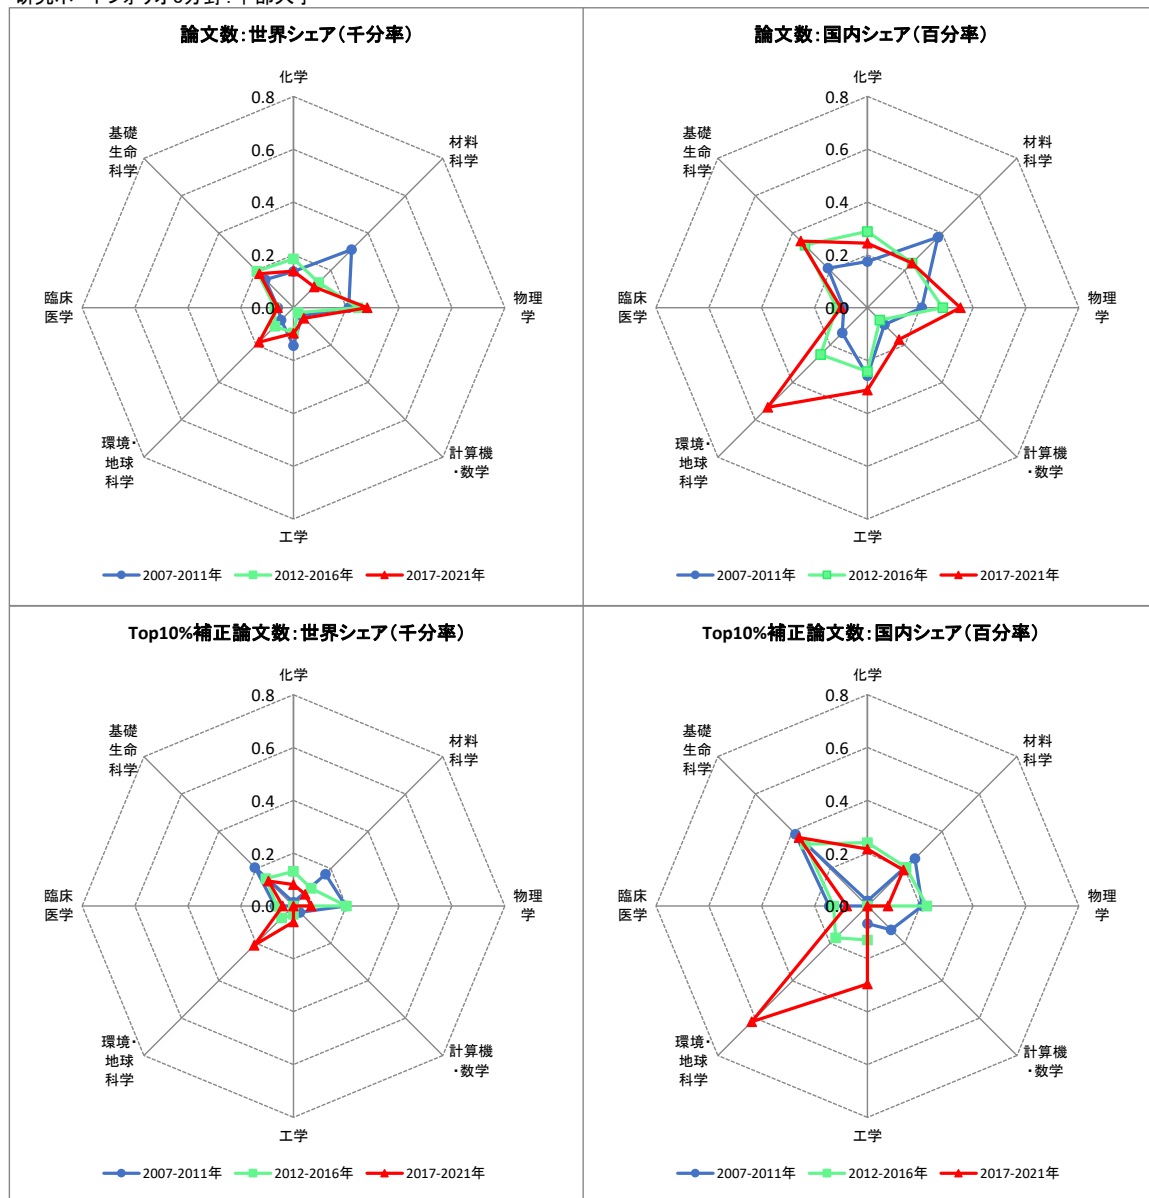 論文数：世界シェア（千分率）
化学
材料
科学
物理
学
計算機
・数学
工学
環境・
地球
科学
臨床
医学
基礎
生命
科学
0.8
0.6
0.4
0.2
0.0
2007-2011年 2012-2016年 2017-2021年
論文数：国内シェア（百分率）
化学
材料
科学
物理
学
計算機
・数学
工学
環境・
地球
科学
臨床
医学
基礎
生命
科学
0.8
0.6
0.4
0.2
0.0
2007-2011年 2012-2016年 2017-2021年
Top10%補正論文数：世界シェア（千分率）
化学
材料
科学
物理
学
計算機
・数学
工学
環境・
地球
科学
臨床
医学
基礎
生命
科学
0.8
0.6
0.4
0.2
0.0
2007-2011年 2012-2016年 2017-2021年
Top10%補正論文数：国内シェア（百分率）
化学
材料
科学
物理
学
計算機
・数学
工学
環境・
地球
科学
臨床
医学
基礎
生命
科学
0.8
0.6
0.4
0.2
0.0
2007-2011年 2012-2016年 2017-2021年